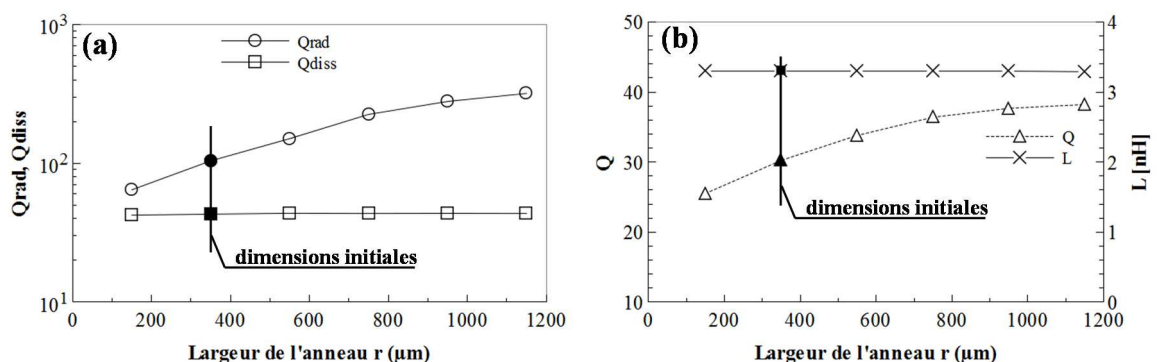 (a)
10³
10²
10¹
Qrad, Qdiss
Qrad
Qdiss
dimensions initiales
0 200 400 600 800 1000 1200
Largeur de l'anneau r (µm)
(b)
50
40
30
20
10
Q
Q
L
dimensions initiales
4
3
2
1
0
L [nH]
0 200 400 600 800 1000 1200
Largeur de l'anneau r (µm)